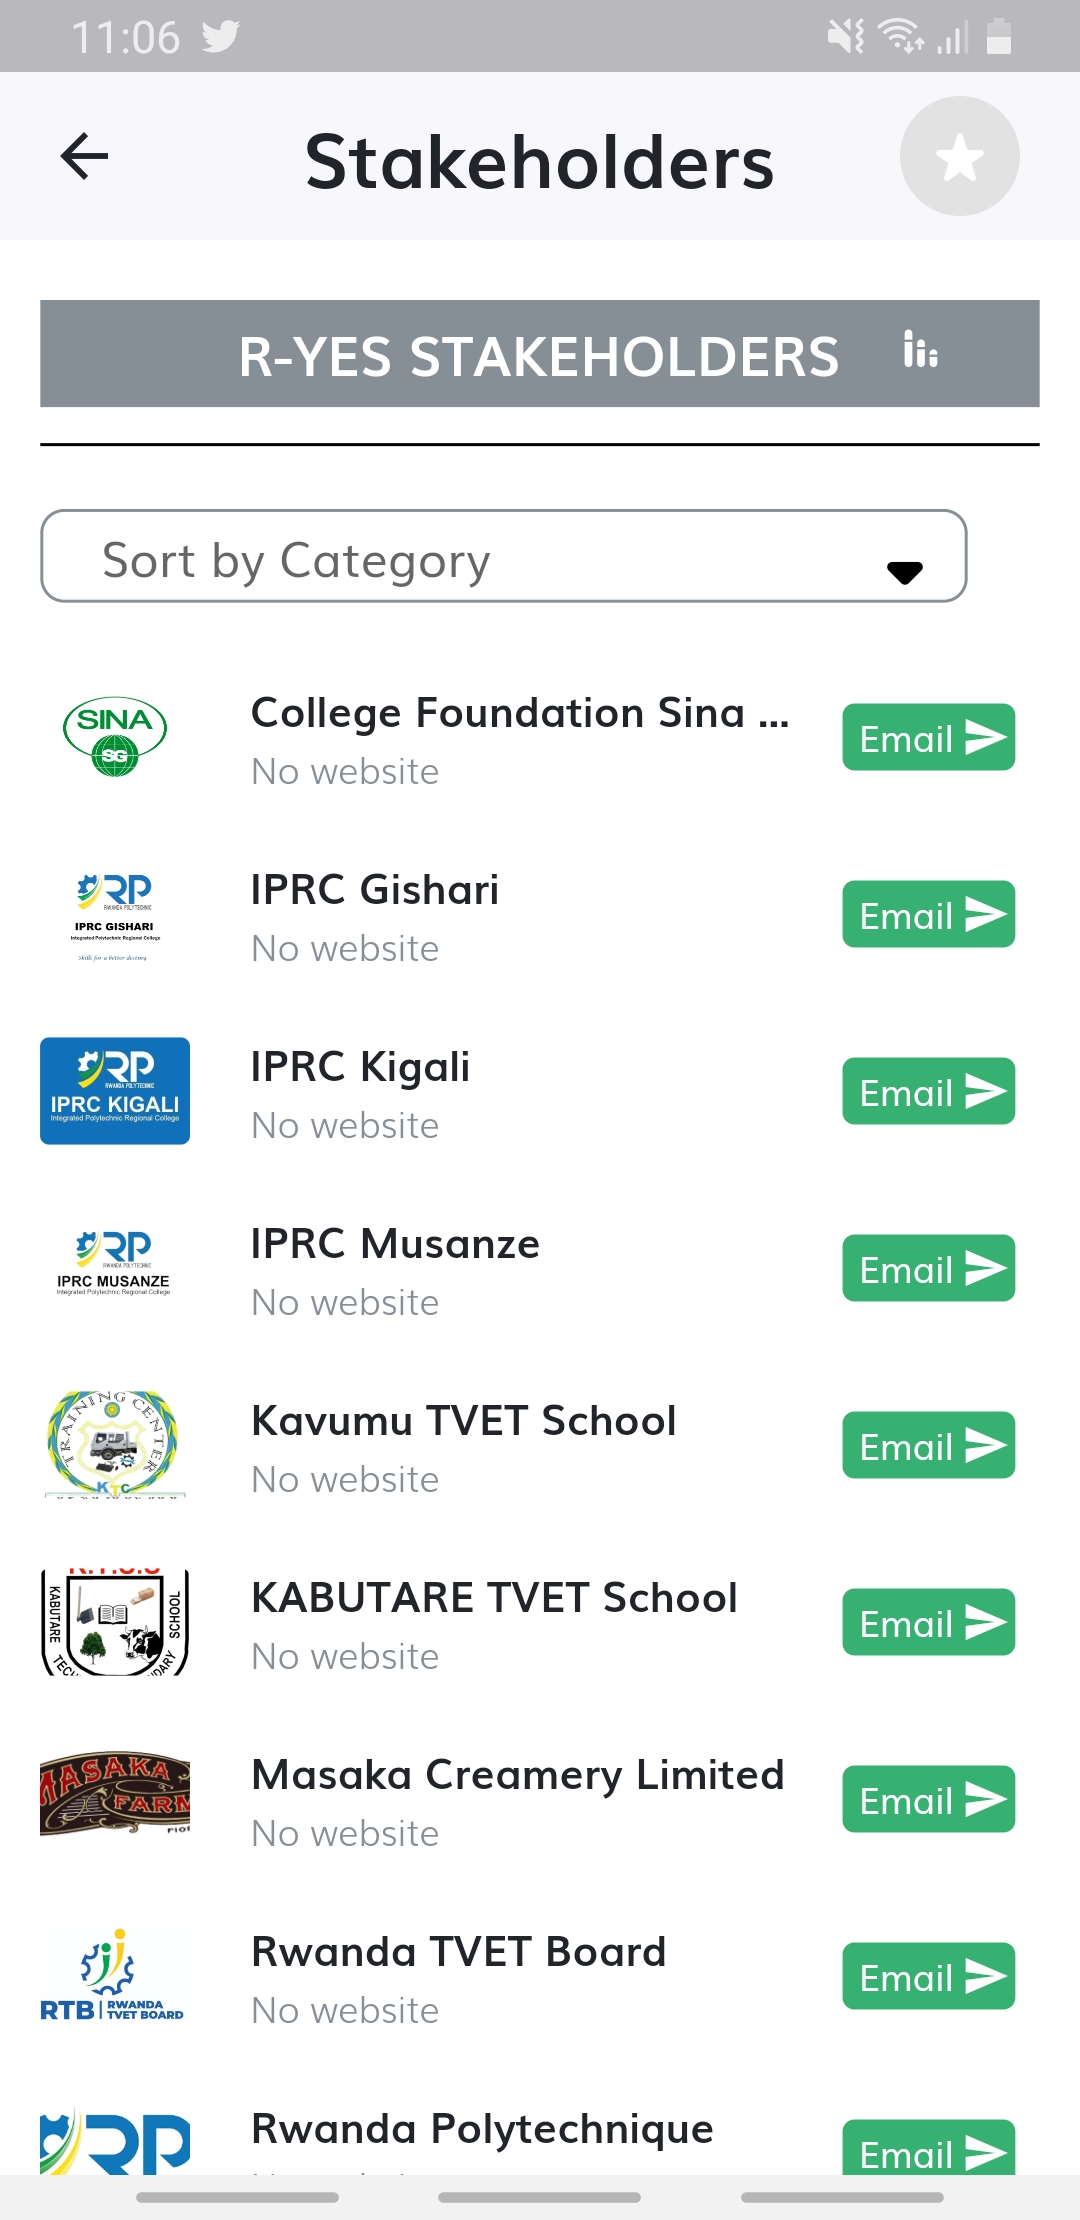 11:06
Stakeholders
R-YES STAKEHOLDERS
Sort by Category
SINA
SG
College Foundation Sina ...
No website
Email
RP
RWANDA POLYTECHNIC
IPRC GISHARI
Integrated Polytechnic Regional College
Skills for a better destiny
IPRC Gishari
No website
Email
RP
RWANDA POLYTECHNIC
IPRC KIGALI
Integrated Polytechnic Regional College
IPRC Kigali
No website
Email
RP
RWANDA POLYTECHNIC
IPRC MUSANZE
Integrated Polytechnic Regional College
IPRC Musanze
No website
Email
TRAINING CENTER
KTC
Kavumu TVET School
No website
Email
KABUTARE
SCHOOL
KABUTARE TVET School
No website
Email
MASAKA
FARM
Masaka Creamery Limited
No website
Email
RTB
RWANDA
TVET BOARD
Rwanda TVET Board
No website
Email
RP
Rwanda Polytechnique
Email